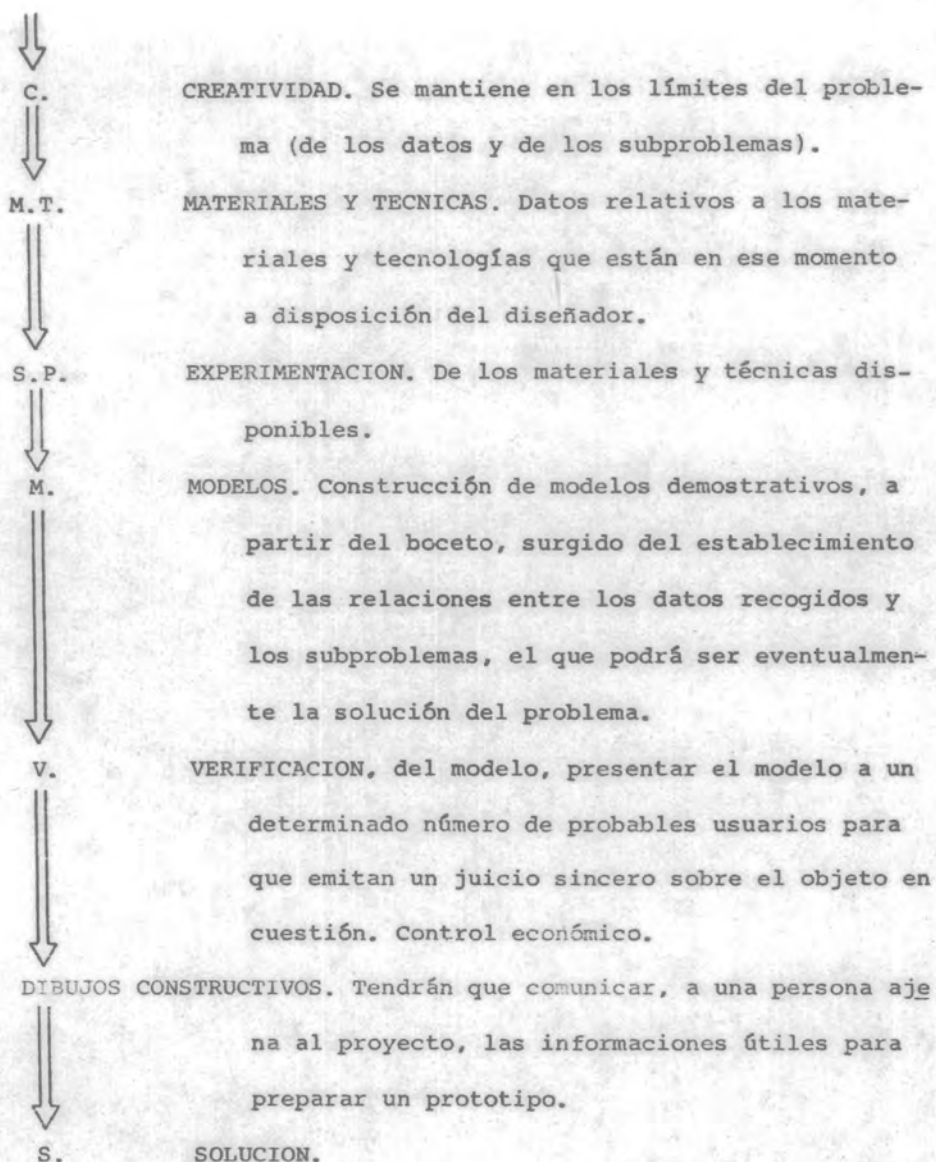 C. CREATIVIDAD. Se mantiene en los límites del proble-
ma (de los datos y de los subproblemas).
M.T. MATERIALES Y TECNICAS. Datos relativos a los mate-
riales y tecnologías que están en ese momento
a disposición del diseñador.
S.P. EXPERIMENTACION. De los materiales y técnicas dis-
ponibles.
M. MODELOS. Construcción de modelos demostrativos, a
partir del boceto, surgido del establecimiento
de las relaciones entre los datos recogidos y
los subproblemas, el que podrá ser eventualmen-
te la solución del problema.
V. VERIFICACION. del modelo, presentar el modelo a un
determinado número de probables usuarios para
que emitan un juicio sincero sobre el objeto en
cuestión. Control económico.
DIBUJOS CONSTRUCTIVOS. Tendrán que comunicar, a una persona aje
na al proyecto, las informaciones útiles para
preparar un prototipo.
S. SOLUCION.